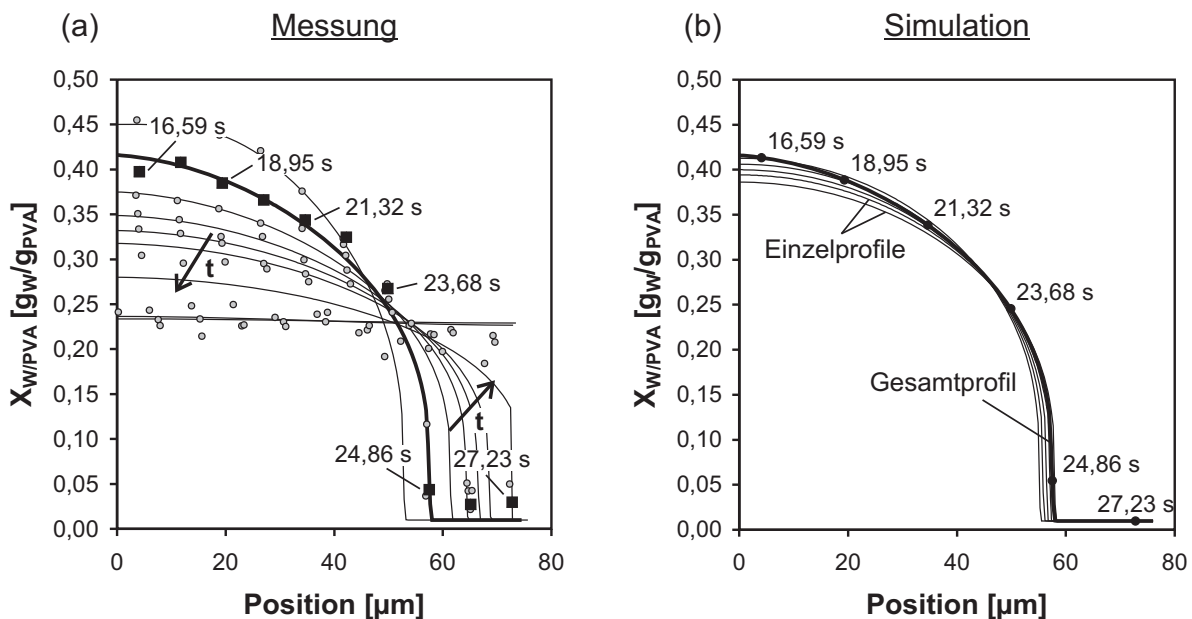 (a) Messung
0,50
0,45
0,40
0,35
0,30
0,25
0,20
0,15
0,10
0,05
0,00
X_W/PVA [g_W/g_PVA]
16,59 s
18,95 s
21,32 s
23,68 s
t
t
24,86 s
27,23 s
0 20 40 60 80
Position [µm]
(b) Simulation
0,50
0,45
0,40
0,35
0,30
0,25
0,20
0,15
0,10
0,05
0,00
X_W/PVA [g_W/g_PVA]
16,59 s
18,95 s
21,32 s
Einzelprofile
23,68 s
Gesamtprofil
24,86 s
27,23 s
0 20 40 60 80
Position [µm]